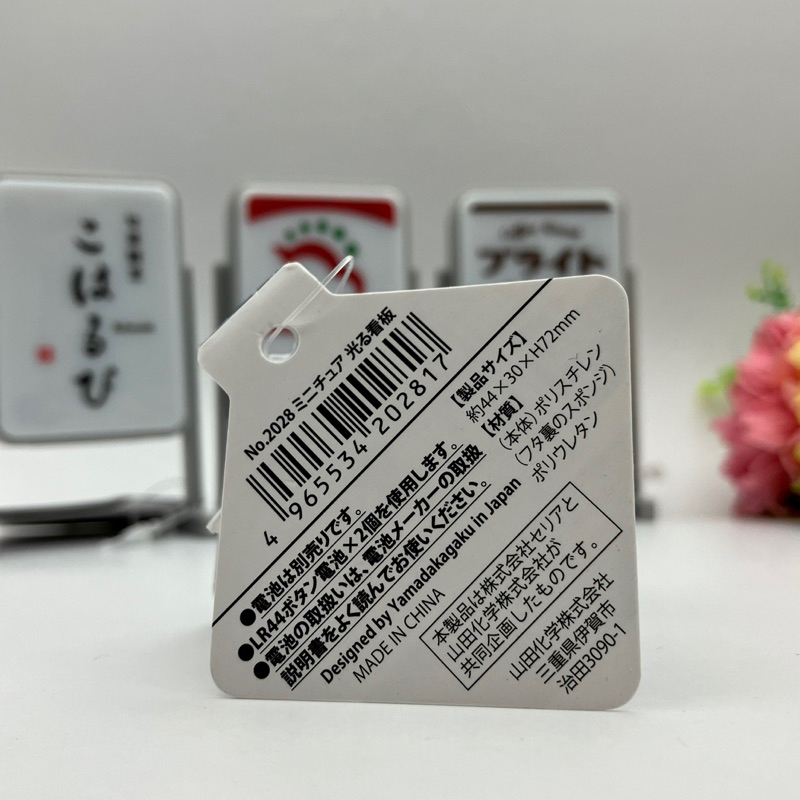 No.2028 ミニチュア 光る看板
4 965534 202817
【製品サイズ】
約44×30×H72mm
【材質】
(本体)ポリスチレン
(フタ裏のスポンジ)
ポリウレタン
●電池は別売りです。
●LR44ボタン電池×2個を使用します。
●電池の取扱いは、電池メーカーの取扱
説明書をよく読んでお使いください。
Designed by Yamadakagaku in Japan
MADE IN CHINA
本製品は株式会社セリアと
山田化学株式会社が
共同企画したものです。
山田化学株式会社
三重県伊賀市
治田3090-1
こはるび
ブライト